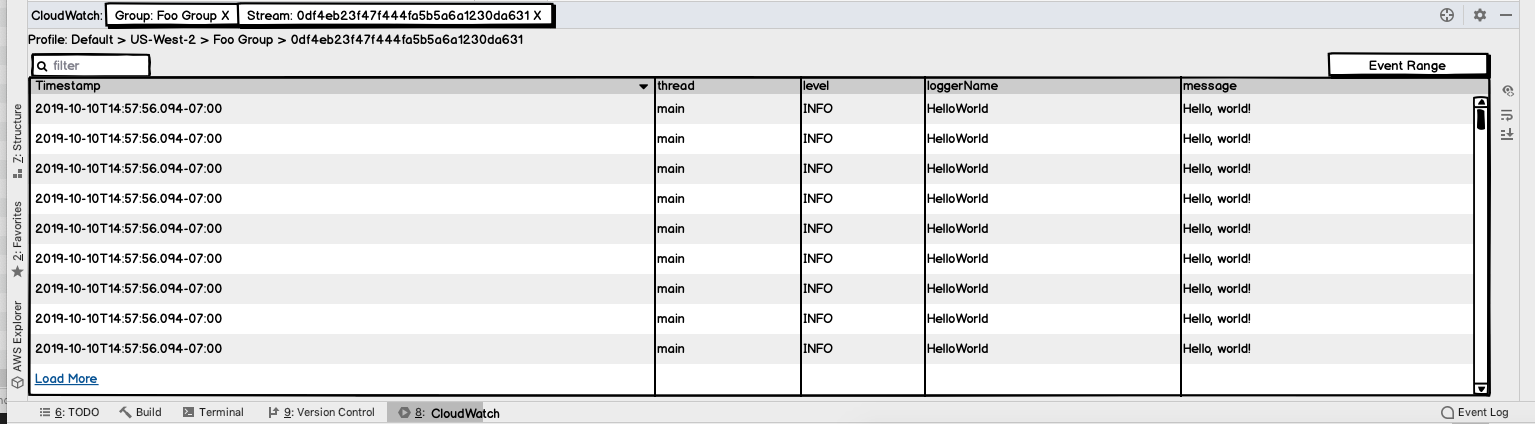 CloudWatch: Group: Foo Group X Stream: 0df4eb23f47f444fa5b5a6a1230da631 X
Profile: Default > US-West-2 > Foo Group > 0df4eb23f47f444fa5b5a6a1230da631
filter Event Range
Timestamp thread level loggerName message
2019-10-10T14:57:56.094-07:00 main INFO HelloWorld Hello, world!
2019-10-10T14:57:56.094-07:00 main INFO HelloWorld Hello, world!
2019-10-10T14:57:56.094-07:00 main INFO HelloWorld Hello, world!
2019-10-10T14:57:56.094-07:00 main INFO HelloWorld Hello, world!
2019-10-10T14:57:56.094-07:00 main INFO HelloWorld Hello, world!
2019-10-10T14:57:56.094-07:00 main INFO HelloWorld Hello, world!
2019-10-10T14:57:56.094-07:00 main INFO HelloWorld Hello, world!
2019-10-10T14:57:56.094-07:00 main INFO HelloWorld Hello, world!
2019-10-10T14:57:56.094-07:00 main INFO HelloWorld Hello, world!
Load More
7: Structure
2: Favorites
AWS Explorer
6: TODO Build Terminal 9: Version Control 8: CloudWatch Event Log